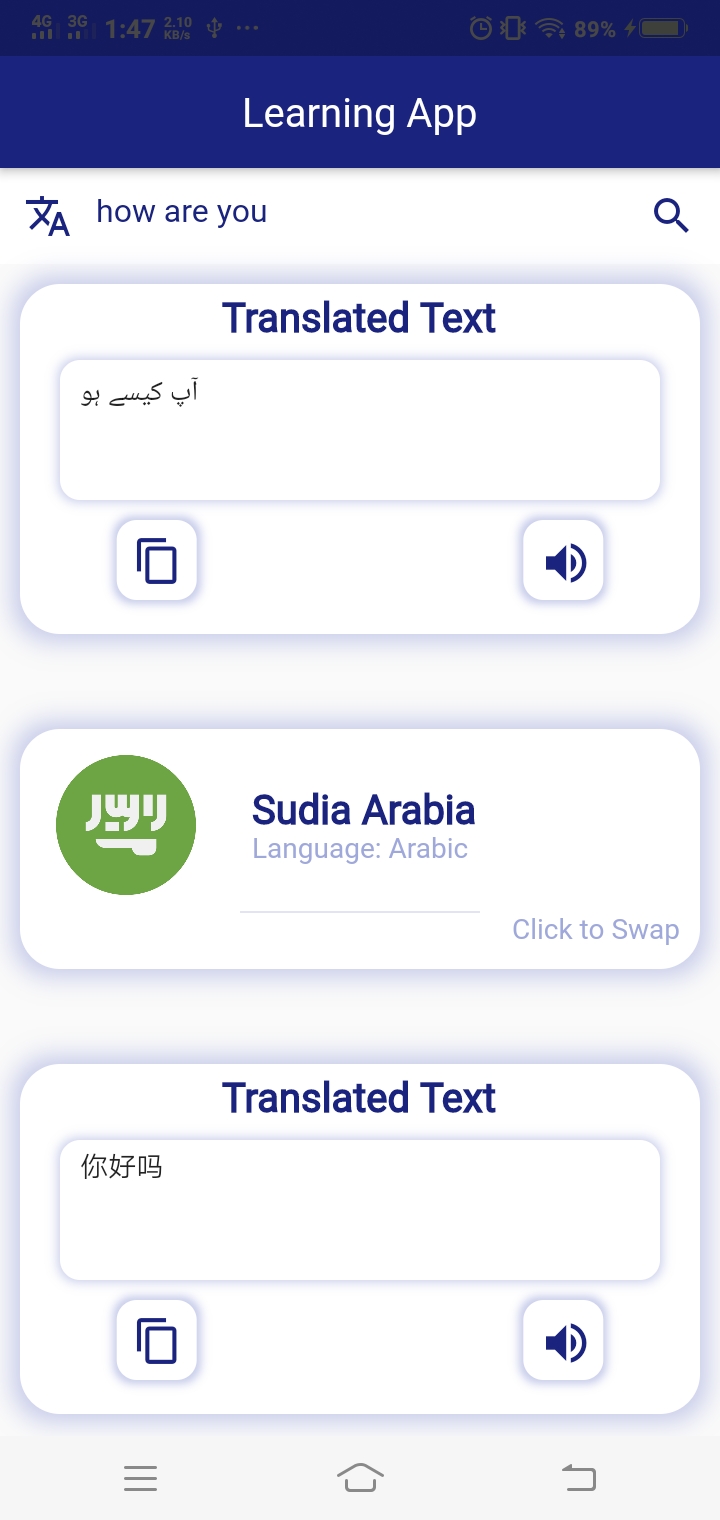 4G 3G 1:47 2.10 KB/s 89%
Learning App
how are you
Translated Text
آپ کیسے ہو
Sudia Arabia
Language: Arabic
Click to Swap
Translated Text
你好吗